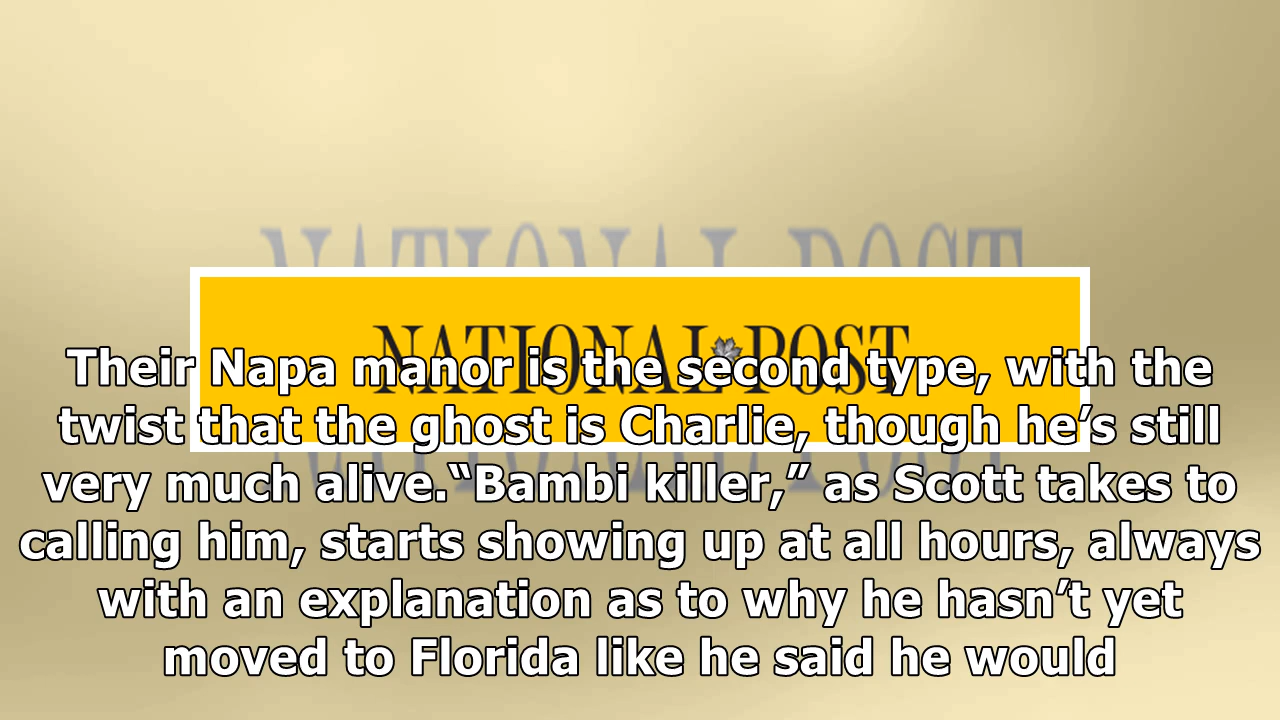 NATIONAL POST
NATIONAL POST
Their Napa manor is the second type, with the
twist that the ghost is Charlie, though he’s still
very much alive.“Bambi killer,” as Scott takes to
calling him, starts showing up at all hours, always
with an explanation as to why he hasn’t yet
moved to Florida like he said he would